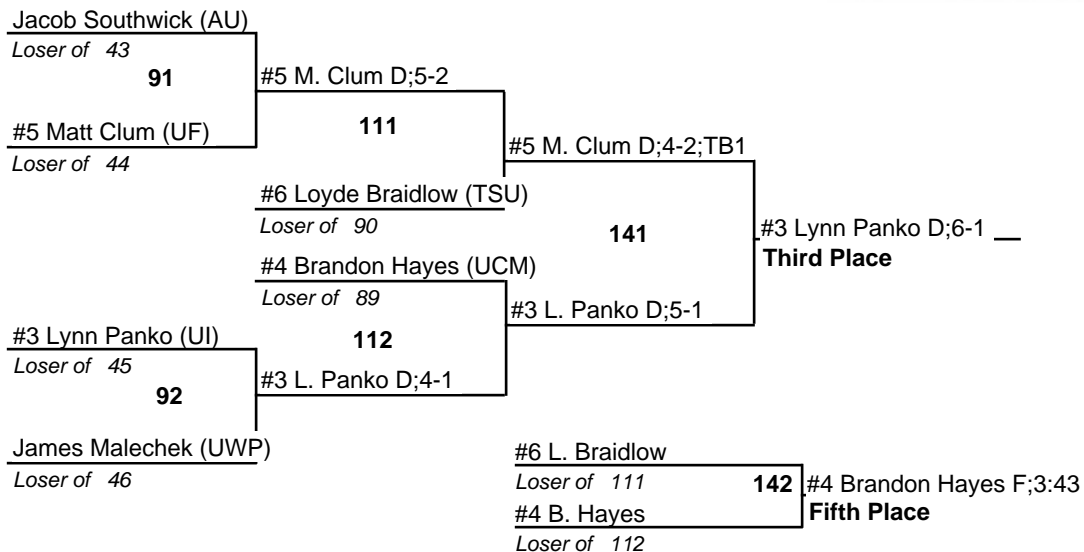 Jacob Southwick (AU)
Loser of 43
91
#5 M. Clum D;5-2
#5 Matt Clum (UF)
Loser of 44
111
#5 M. Clum D;4-2;TB1
#6 Loyde Braidlow (TSU)
Loser of 90
141
#3 Lynn Panko D;6-1
Third Place
#4 Brandon Hayes (UCM)
Loser of 89
#3 L. Panko D;5-1
#3 Lynn Panko (UI)
Loser of 45
112
92
#3 L. Panko D;4-1
James Malechek (UWP)
Loser of 46
#6 L. Braidlow
Loser of 111
142
#4 Brandon Hayes F;3:43
Fifth Place
#4 B. Hayes
Loser of 112